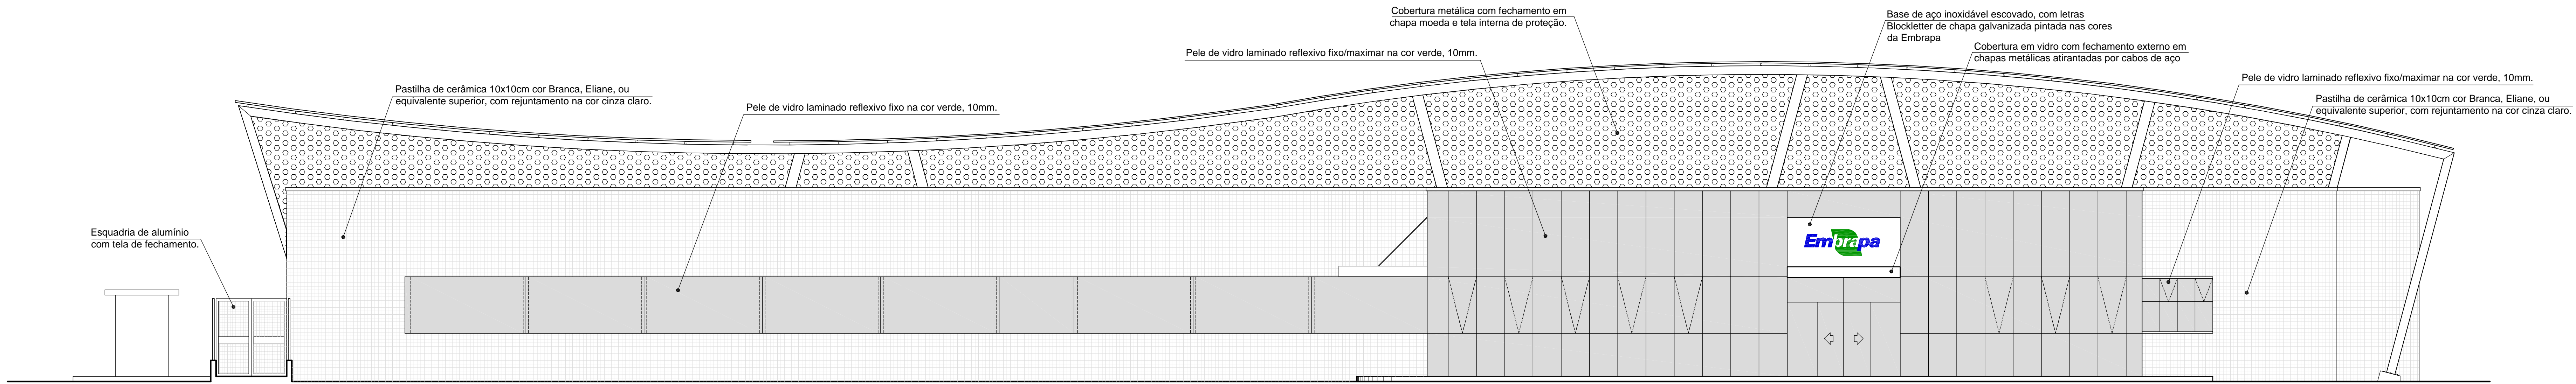 Cobertura metálica com fechamento em
chapa moeda e tela interna de proteção.
Base de aço inoxidável escovado, com letras
Blockletter de chapa galvanizada pintada nas cores
da Embrapa
Pele de vidro laminado reflexivo fixo/maximar na cor verde, 10mm.
Cobertura em vidro com fechamento externo em
chapas metálicas atirantadas por cabos de aço
Pele de vidro laminado reflexivo fixo/maximar na cor verde, 10mm.
Pastilha de cerâmica 10x10cm cor Branca, Eliane, ou
equivalente superior, com rejuntamento na cor cinza claro.
Pele de vidro laminado reflexivo fixo na cor verde, 10mm.
Pastilha de cerâmica 10x10cm cor Branca, Eliane, ou
equivalente superior, com rejuntamento na cor cinza claro.
Esquadria de alumínio
com tela de fechamento.
Embrapa